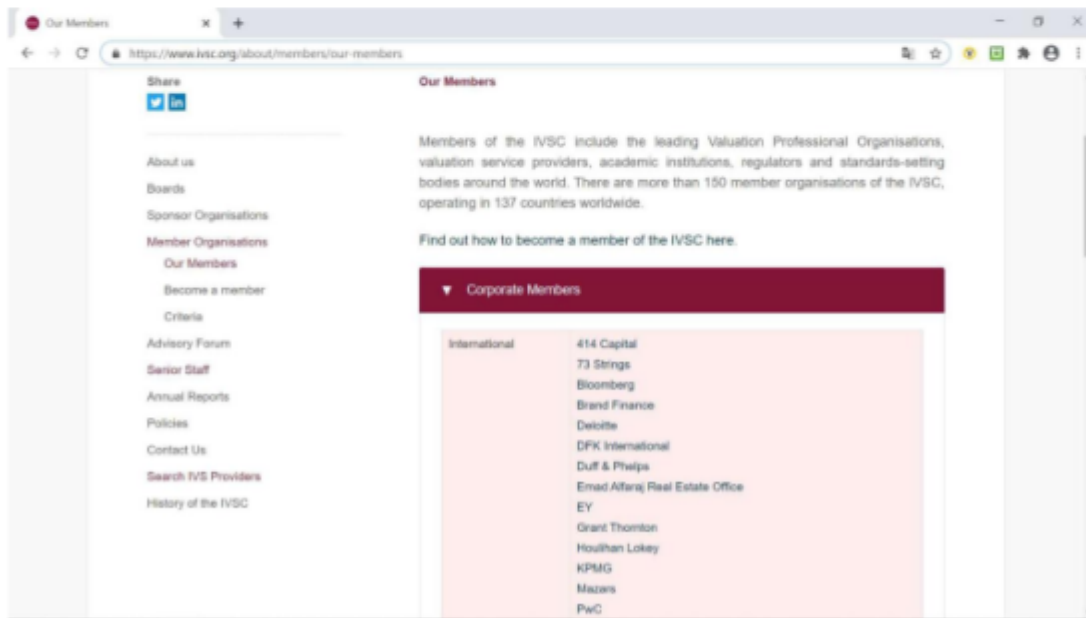 Our Members
https://www.ivsc.org/about/members/our-members
Share
About us
Boards
Sponsor Organisations
Member Organisations
Our Members
Become a member
Criteria
Advisory Forum
Senior Staff
Annual Reports
Policies
Contact Us
Search IVS Providers
History of the IVSC
Our Members
Members of the IVSC include the leading Valuation Professional Organisations,
valuation service providers, academic institutions, regulators and standards-setting
bodies around the world. There are more than 150 member organisations of the IVSC,
operating in 137 countries worldwide.
Find out how to become a member of the IVSC here.
Corporate Members
International
414 Capital
73 Strings
Bloomberg
Brand Finance
Deloitte
DFK International
Duff & Phelps
Emad Alfaraj Real Estate Office
EY
Grant Thornton
Houlihan Lokey
KPMG
Mazars
PwC